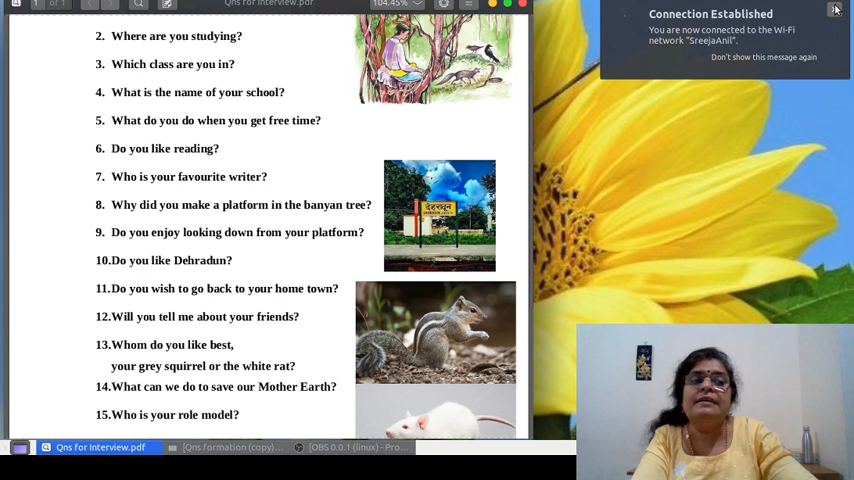 1 of 1
Qns for Interview.pdf
104.45%
2. Where are you studying?
3. Which class are you in?
4. What is the name of your school?
5. What do you do when you get free time?
6. Do you like reading?
7. Who is your favourite writer?
8. Why did you make a platform in the banyan tree?
9. Do you enjoy looking down from your platform?
10.Do you like Dehradun?
11.Do you wish to go back to your home town?
12.Will you tell me about your friends?
13.Whom do you like best,
your grey squirrel or the white rat?
14.What can we do to save our Mother Earth?
15.Who is your role model?
देहरादून
Connection Established
You are now connected to the Wi-Fi
network “SreejaAnil”.
Don't show this message again
Qns for Interview.pdf
[Qns formation (copy)...
[OBS 0.0.1 (linux) - Pro...